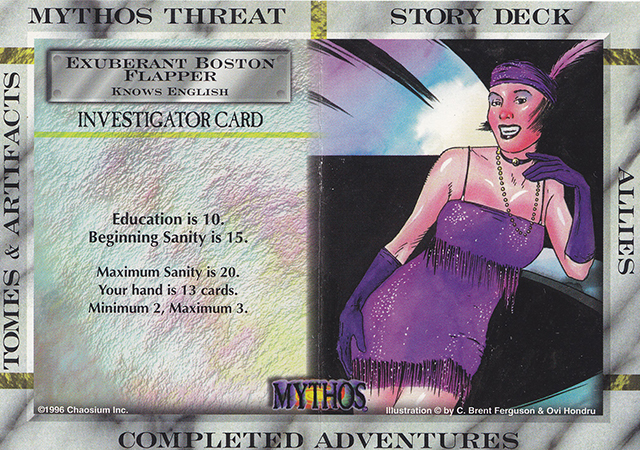 MYTHOS THREAT
STORY DECK
TOMES & ARTIFACTS
EXUBERANT BOSTON
FLAPPER
KNOWS ENGLISH
INVESTIGATOR CARD
Education is 10.
Beginning Sanity is 15.
Maximum Sanity is 20.
Your hand is 13 cards.
Minimum 2, Maximum 3.
ALLIES
MYTHOS
©1996 Chaosium Inc.
Illustration © by C. Brent Ferguson & Ovi Hondru
COMPLETED ADVENTURES